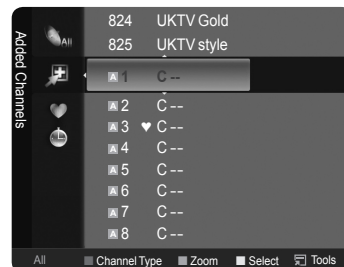 824 UKTV Gold
825 UKTV style
A 1 C --
A 2 C --
A 3 ♥ C --
A 4 C --
A 5 C --
A 6 C --
A 7 C --
A 8 C --
Added Channels
All
All Channel Type Zoom Select Tools